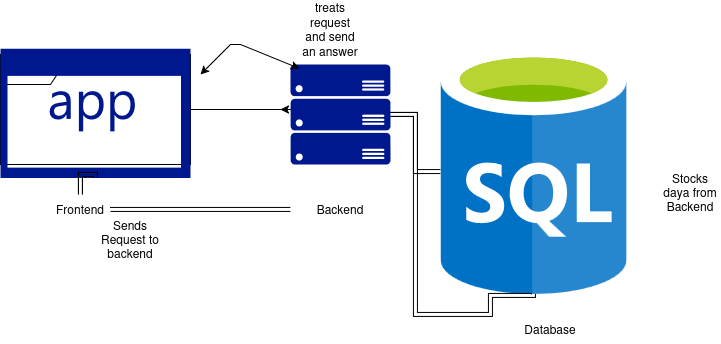 treats
request
and send
an answer
app
SQL
Stocks
daya from
Backend
Frontend
Backend
Sends
Request to
backend
Database